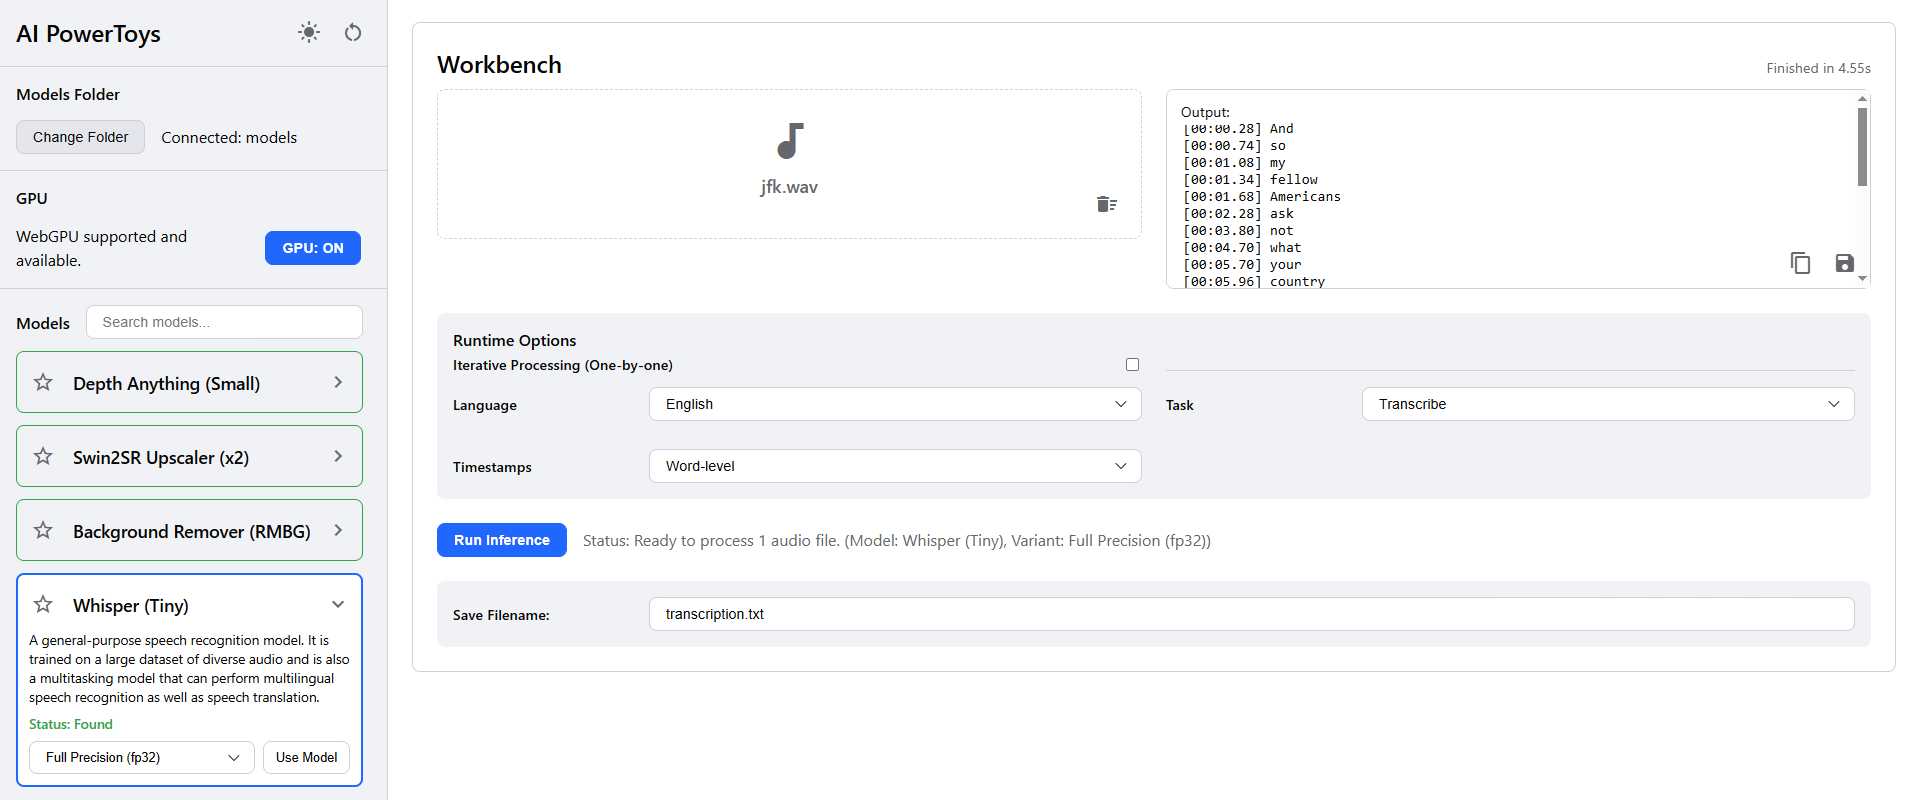 AI PowerToys
Models Folder
Change Folder
Connected: models
GPU
WebGPU supported and
available.
GPU: ON
Models
Search models...
Depth Anything (Small)
Swin2SR Upscaler (x2)
Background Remover (RMBG)
Whisper (Tiny)
A general-purpose speech recognition model. It is
trained on a large dataset of diverse audio and is also
a multitasking model that can perform multilingual
speech recognition as well as speech translation.
Status: Found
Full Precision (fp32)
Use Model
Workbench
Finished in 4.55s
jfk.wav
Output:
[00:00.28] And
[00:00.74] so
[00:01.08] my
[00:01.34] fellow
[00:01.68] Americans
[00:02.28] ask
[00:03.80] not
[00:04.70] what
[00:05.70] your
[00:05.96] country
Runtime Options
Iterative Processing (One-by-one)
Language
English
Task
Transcribe
Timestamps
Word-level
Run Inference
Status: Ready to process 1 audio file. (Model: Whisper (Tiny), Variant: Full Precision (fp32))
Save Filename:
transcription.txt